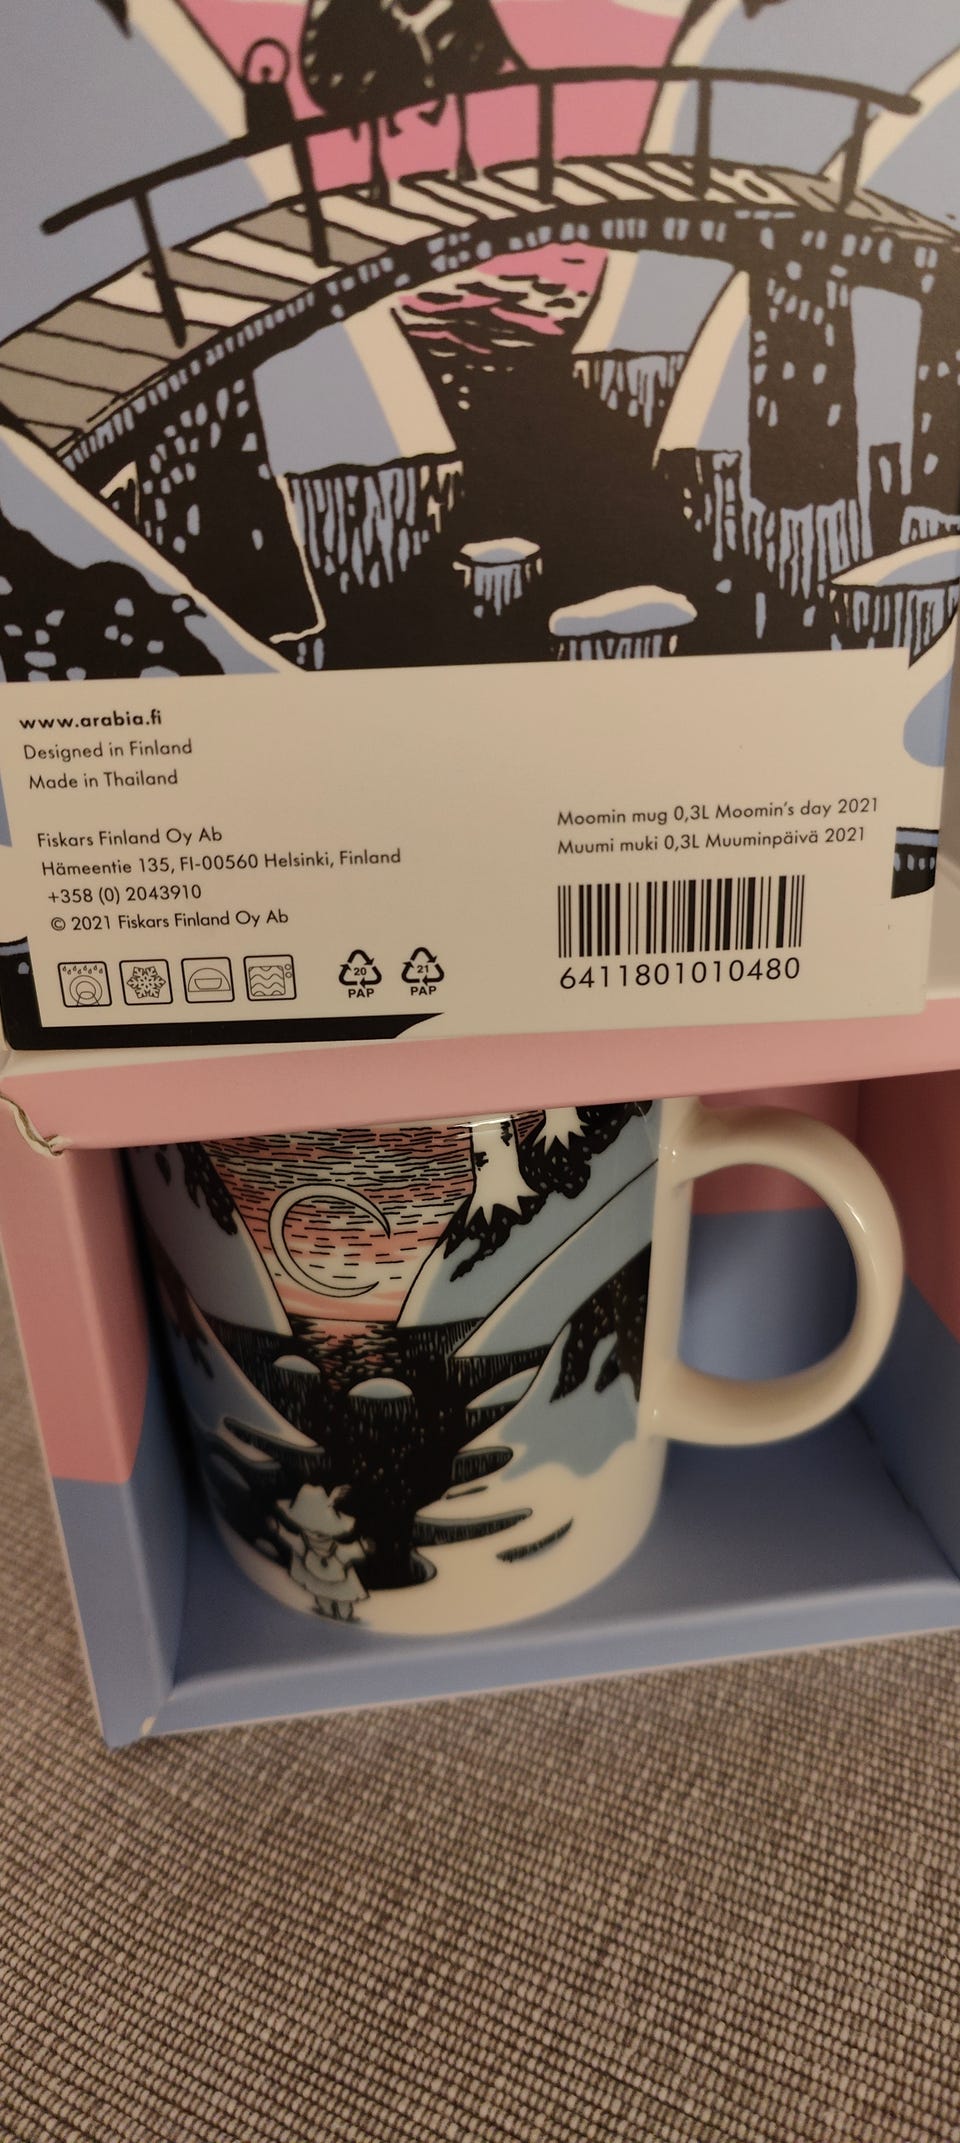 www.arabia.fi
Designed in Finland
Made in Thailand
Fiskars Finland Oy Ab
Hämeentie 135, FI-00560 Helsinki, Finland
+358 (0) 2043910
© 2021 Fiskars Finland Oy Ab
20
PAP
21
PAP
Moomin mug 0,3L Moomin's day 2021
Muumi muki 0,3L Muuminpäivä 2021
6411801010480